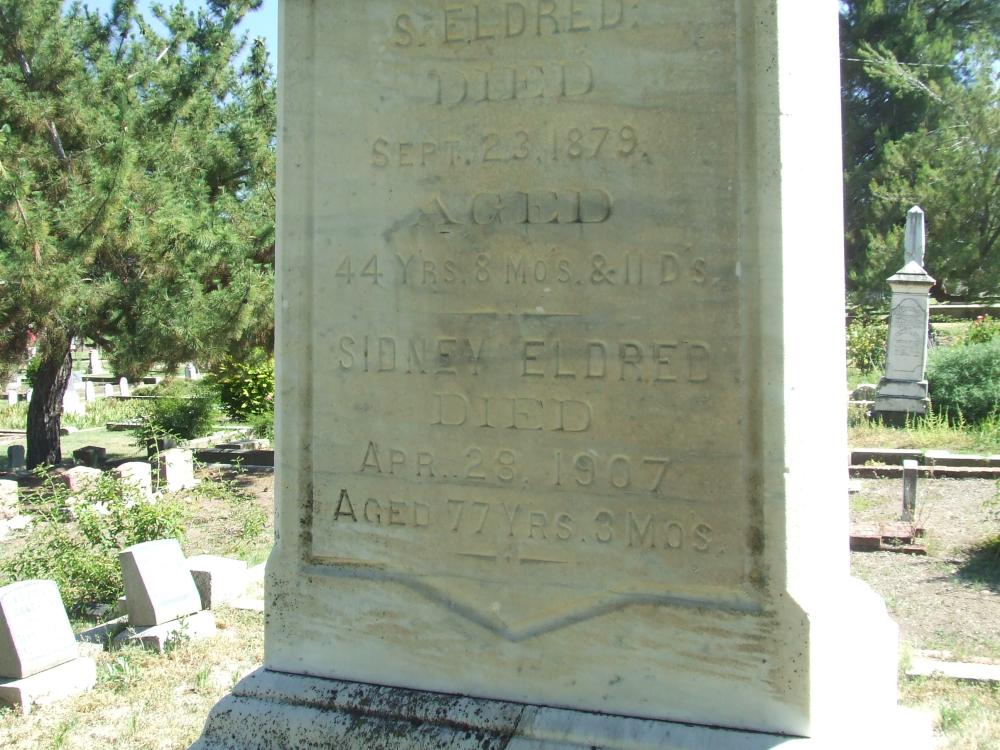 S. ELDRED.
DIED
SEPT. 23, 1879.
AGED
44 YRS. 8 MOS. & 11 D'S.
SIDNEY ELDRED
DIED
APR. 28, 1907
AGED 77 YRS. 3 MOS.